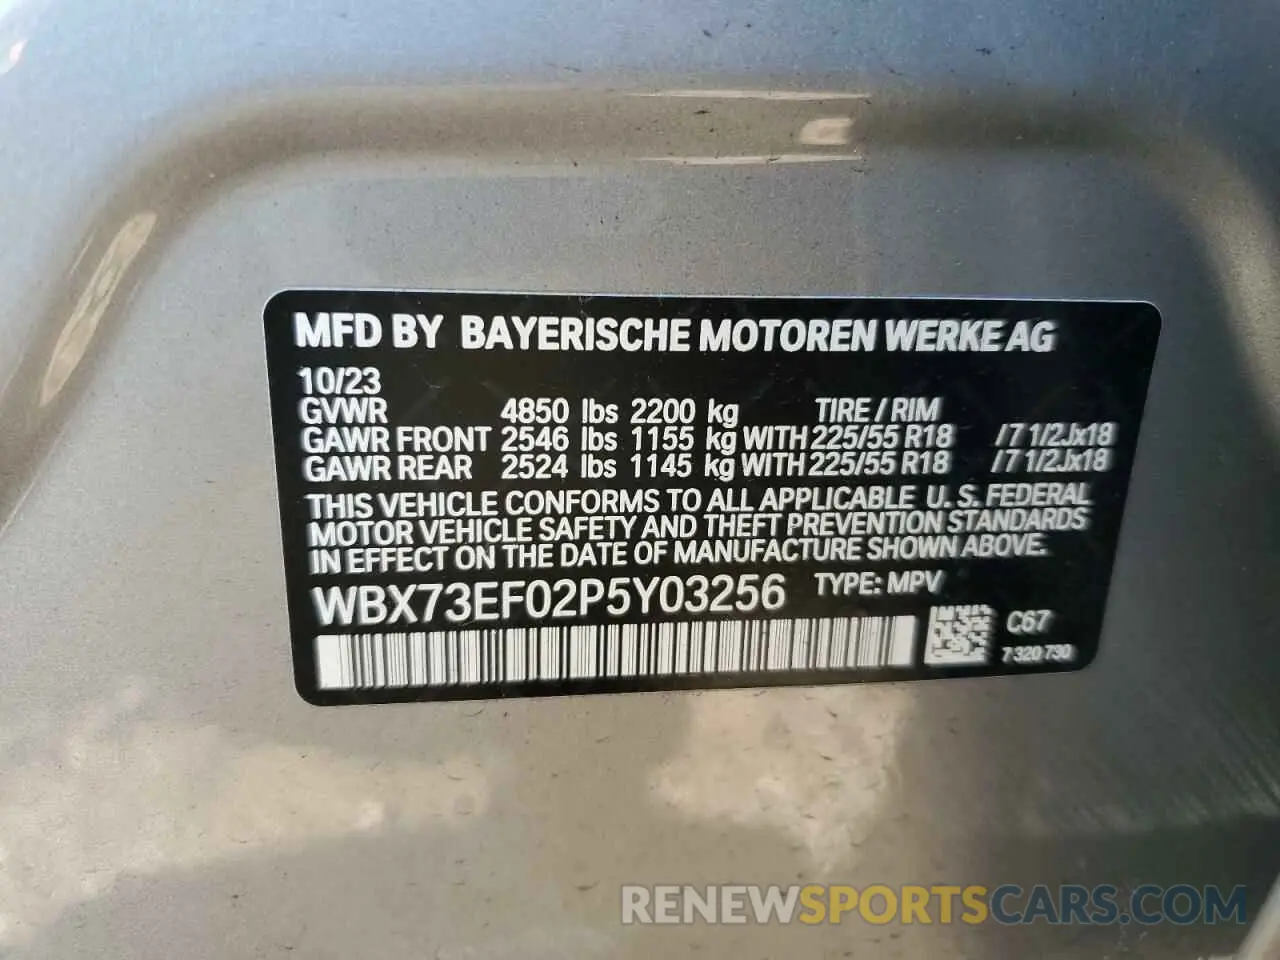 MFD BY BAYERISCHE MOTOREN WERKE AG
10/23
GVWR 4850 lbs 2200 kg TIRE / RIM
GAWR FRONT 2546 lbs 1155 kg WITH 225/55 R18 /7 1/2Jx18
GAWR REAR 2524 lbs 1145 kg WITH 225/55 R18 /7 1/2Jx18
THIS VEHICLE CONFORMS TO ALL APPLICABLE U. S. FEDERAL
MOTOR VEHICLE SAFETY AND THEFT PREVENTION STANDARDS
IN EFFECT ON THE DATE OF MANUFACTURE SHOWN ABOVE.
WBX73EF02P5Y03256 TYPE: MPV
C67
7 320 730
RENEWSPORTSCARS.COM